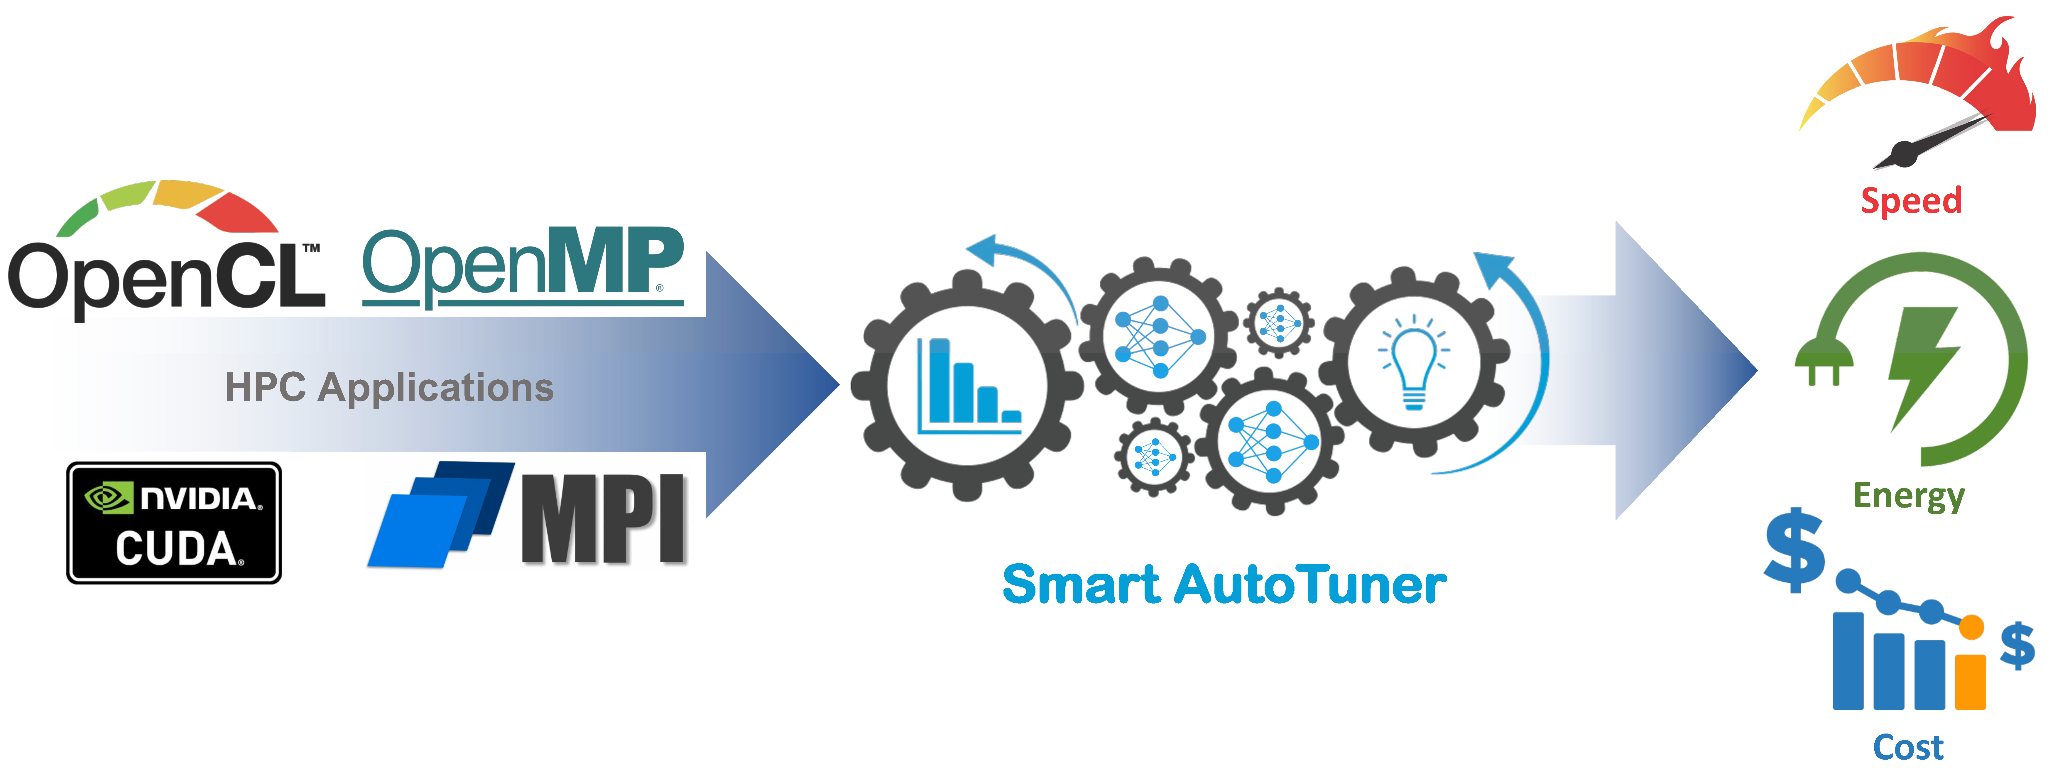 OpenCL™
OpenMP®
HPC Applications
NVIDIA®
CUDA®
MPI
Smart AutoTuner
Speed
Energy
$
$
Cost